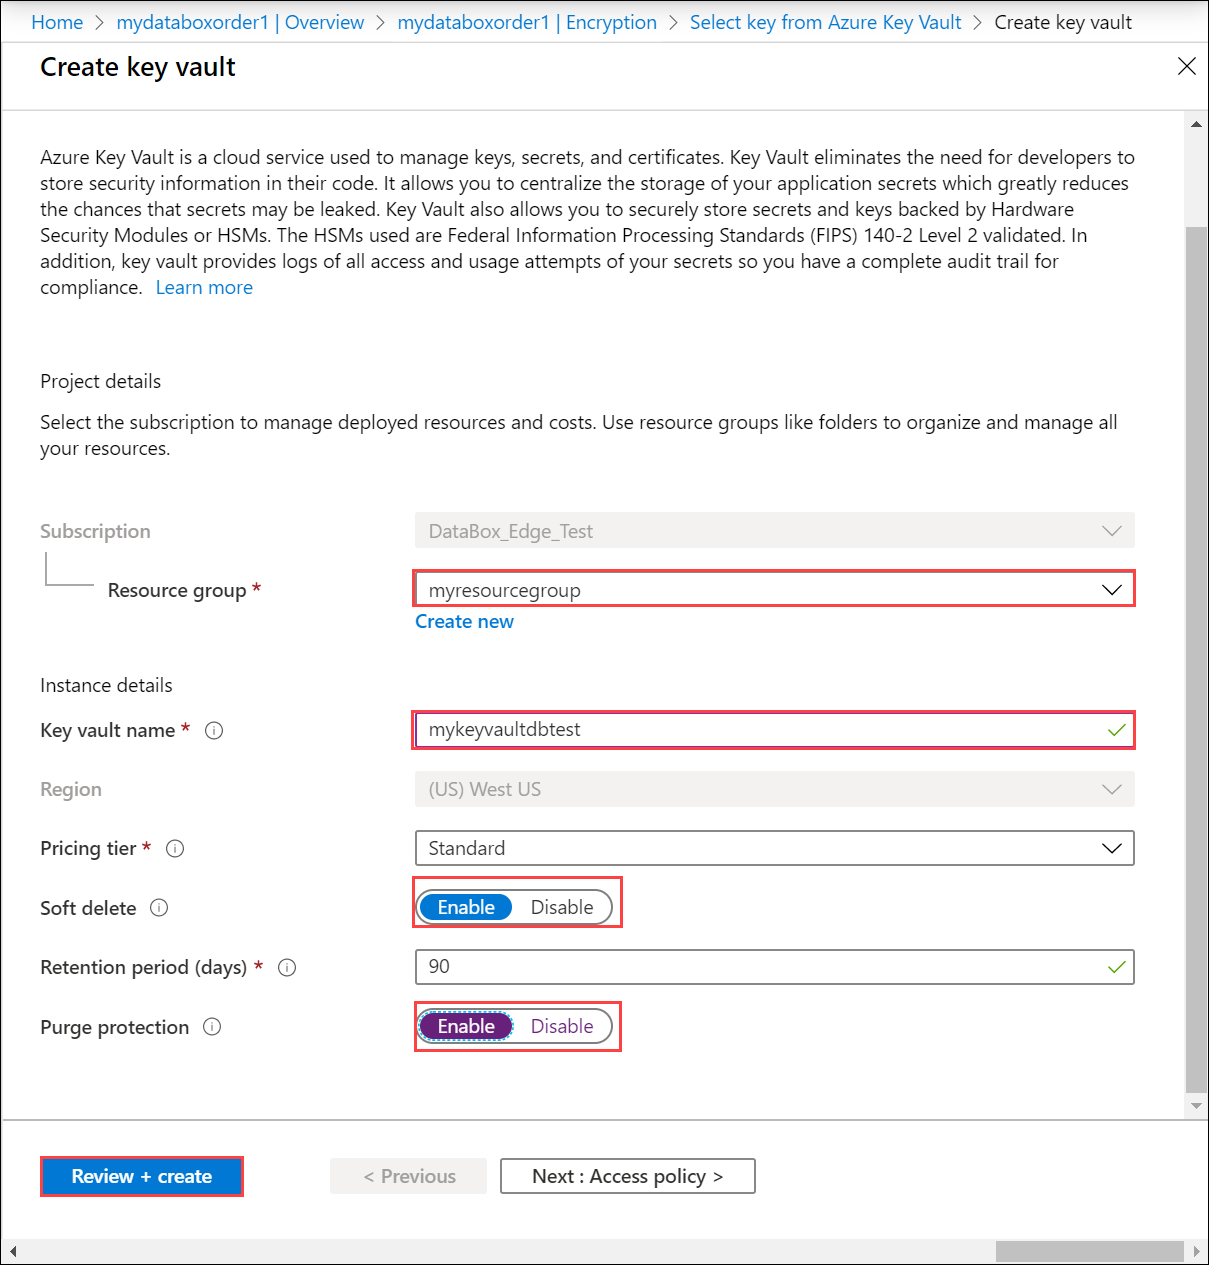 Home > mydataboxorder1 | Overview > mydataboxorder1 | Encryption > Select key from Azure Key Vault > Create key vault
Create key vault
Azure Key Vault is a cloud service used to manage keys, secrets, and certificates. Key Vault eliminates the need for developers to
store security information in their code. It allows you to centralize the storage of your application secrets which greatly reduces
the chances that secrets may be leaked. Key Vault also allows you to securely store secrets and keys backed by Hardware
Security Modules or HSMs. The HSMs used are Federal Information Processing Standards (FIPS) 140-2 Level 2 validated. In
addition, key vault provides logs of all access and usage attempts of your secrets so you have a complete audit trail for
compliance. Learn more
Project details
Select the subscription to manage deployed resources and costs. Use resource groups like folders to organize and manage all
your resources.
Subscription DataBox_Edge_Test
Resource group * myresourcegroup
Create new
Instance details
Key vault name * mykeyvaultdbtest
Region (US) West US
Pricing tier * Standard
Soft delete Enable Disable
Retention period (days) * 90
Purge protection Enable Disable
Review + create < Previous Next : Access policy >